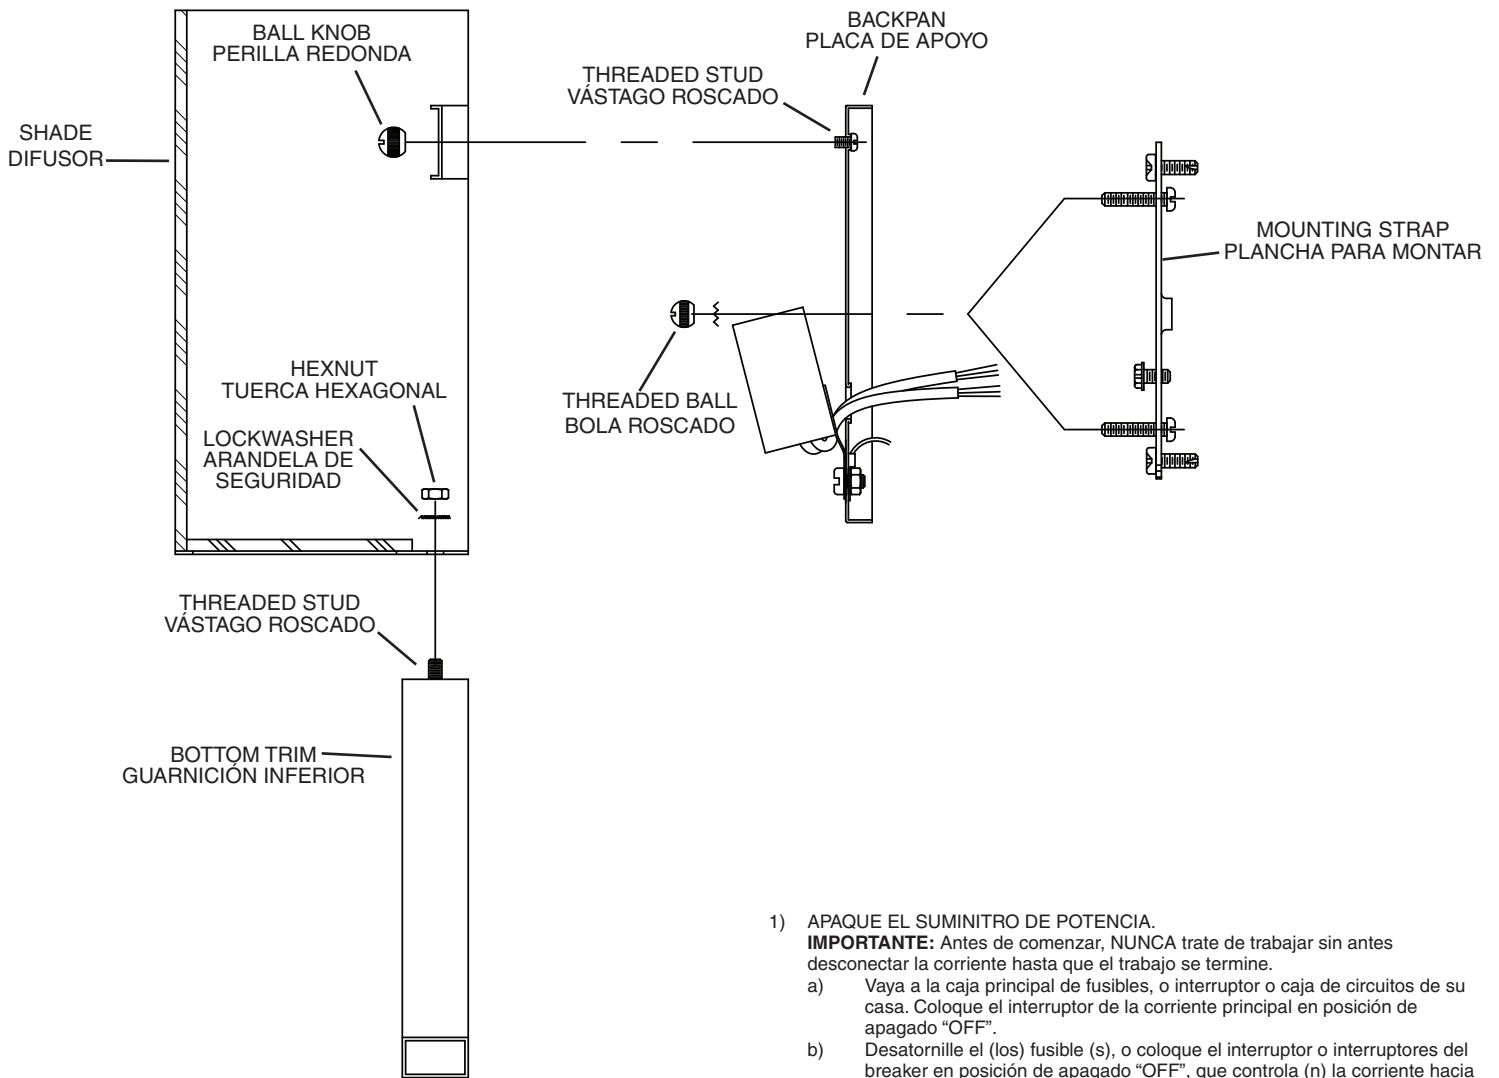 BALL KNOB
PERILLA REDONDA
BACKPAN
PLACA DE APOYO
THREADED STUD
VÁSTAGO ROSCADO
SHADE
DIFUSOR
MOUNTING STRAP
PLANCHA PARA MONTAR
HEXNUT
TUERCA HEXAGONAL
THREADED BALL
BOLA ROSCADO
LOCKWASHER
ARANDELA DE
SEGURIDAD
THREADED STUD
VÁSTAGO ROSCADO
BOTTOM TRIM
GUARNICIÓN INFERIOR
1) APAQUE EL SUMINITRO DE POTENCIA.
IMPORTANTE: Antes de comenzar, NUNCA trate de trabajar sin antes
desconectar la corriente hasta que el trabajo se termine.
a) Vaya a la caja principal de fusibles, o interruptor o caja de circuitos de su
casa. Coloque el interruptor de la corriente principal en posición de
apagado “OFF”.
b) Desatornille el (los) fusible (s), o coloque el interruptor o interruptores del
breaker en posición de apagado “OFF”, que controla (n) la corriente hacia